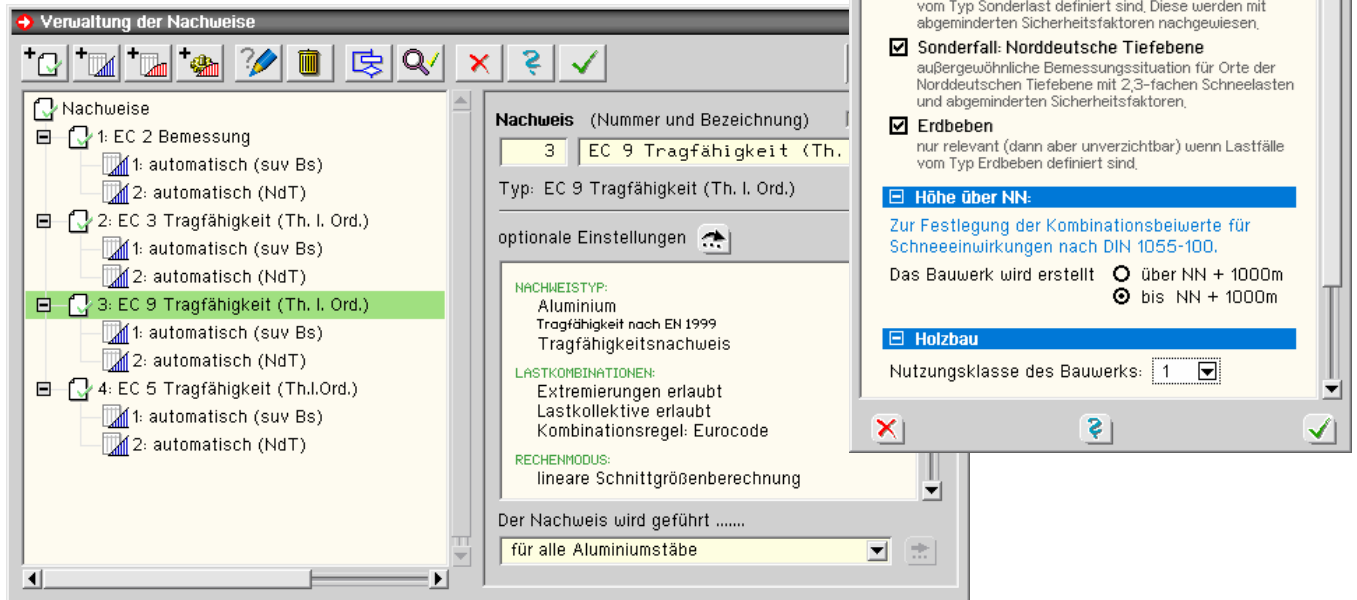 Verwaltung der Nachweise
Nachweise
1: EC 2 Bemessung
1: automatisch (suv Bs)
2: automatisch (NdT)
2: EC 3 Tragfähigkeit (Th. I. Ord.)
1: automatisch (suv Bs)
2: automatisch (NdT)
3: EC 9 Tragfähigkeit (Th. I. Ord.)
1: automatisch (suv Bs)
2: automatisch (NdT)
4: EC 5 Tragfähigkeit (Th.I.Ord.)
1: automatisch (suv Bs)
2: automatisch (NdT)
Nachweis (Nummer und Bezeichnung)
3 EC 9 Tragfähigkeit (Th.
Typ: EC 9 Tragfähigkeit (Th. I. Ord.)
optionale Einstellungen
NACHWEISTYP:
Aluminium
Tragfähigkeit nach EN 1999
Tragfähigkeitsnachweis
LASTKOMBINATIONEN:
Extremierungen erlaubt
Lastkollektive erlaubt
Kombinationsregel: Eurocode
RECHENMODUS:
lineare Schnittgrößenberechnung
Der Nachweis wird geführt .......
für alle Aluminiumstäbe
vom Typ Sonderlast definiert sind. Diese werden mit
abgeminderten Sicherheitsfaktoren nachgewiesen.
Sonderfall: Norddeutsche Tiefebene
außergewöhnliche Bemessungssituation für Orte der
Norddeutschen Tiefebene mit 2,3-fachen Schneelasten
und abgeminderten Sicherheitsfaktoren.
Erdbeben
nur relevant (dann aber unverzichtbar) wenn Lastfälle
vom Typ Erdbeben definiert sind.
Höhe über NN:
Zur Festlegung der Kombinationsbeiwerte für
Schneeeinwirkungen nach DIN 1055-100.
Das Bauwerk wird erstellt über NN + 1000m
bis NN + 1000m
Holzbau
Nutzungsklasse des Bauwerks: 1